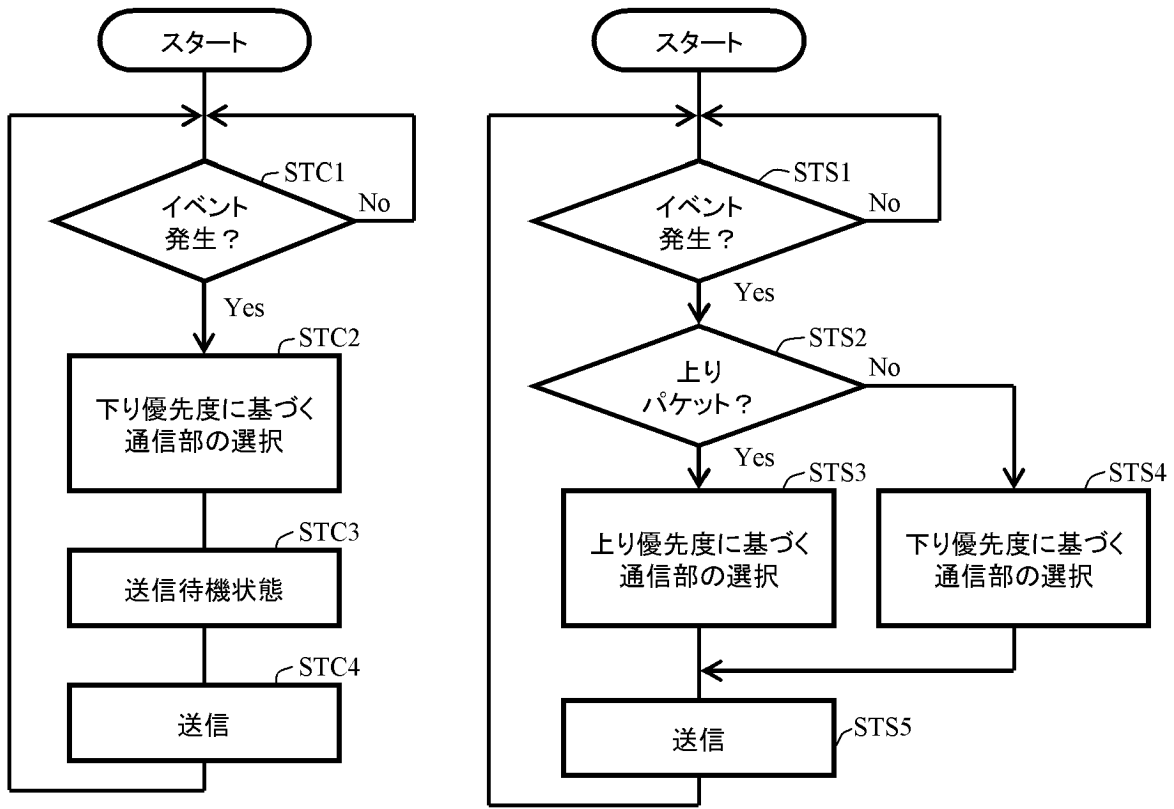 スタート
STC1
イベント
発生？
No
Yes
STC2
下り優先度に基づく
通信部の選択
STC3
送信待機状態
STC4
送信
スタート
STS1
イベント
発生？
No
Yes
STS2
上り
パケット？
No
Yes
STS3
上り優先度に基づく
通信部の選択
STS4
下り優先度に基づく
通信部の選択
送信
STS5